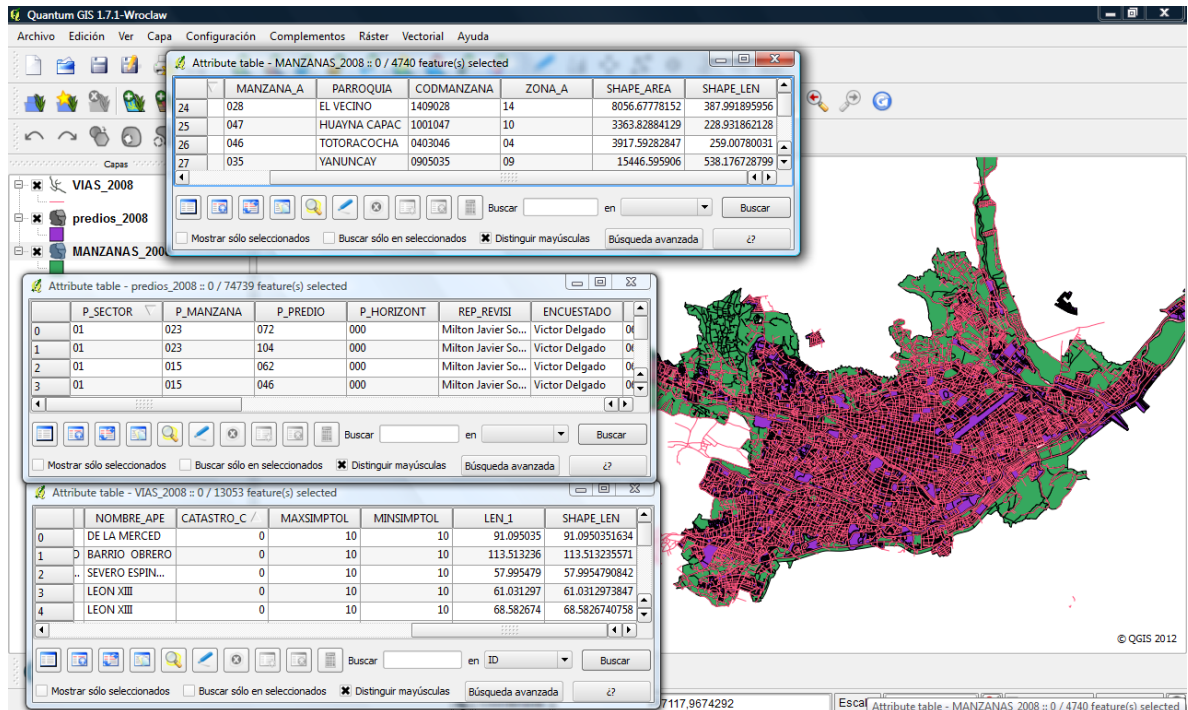 Quantum GIS 1.7.1-Wroclaw
Archivo Edición Ver Capa Configuración Complementos Ráster Vectorial Ayuda
Attribute table - MANZANAS_2008 :: 0 / 4740 feature(s) selected
MANZANA_A PARROQUIA CODMANZANA ZONA_A SHAPE_AREA SHAPE_LEN
24 028 EL VECINO 1409028 14 8056.67778152 387.991895956
25 047 HUAYNA CAPAC 1001047 10 3363.82884129 228.931862128
26 046 TOTORACOCHA 0403046 04 3917.59282847 259.00780031
27 035 YANUNCAY 0905035 09 15446.595906 538.176728799
Buscar en Buscar
Mostrar sólo seleccionados Buscar sólo en seleccionados Distinguir mayúsculas Búsqueda avanzada ¿?
Capas
VIAS_2008
predios_2008
MANZANAS_200
Attribute table - predios_2008 :: 0 / 74739 feature(s) selected
P_SECTOR P_MANZANA P_PREDIO P_HORIZONT REP_REVISI ENCUESTADO
0 01 023 072 000 Milton Javier So... Victor Delgado
1 01 023 104 000 Milton Javier So... Victor Delgado
2 01 015 062 000 Milton Javier So... Victor Delgado
3 01 015 046 000 Milton Javier So... Victor Delgado
Buscar en Buscar
Mostrar sólo seleccionados Buscar sólo en seleccionados Distinguir mayúsculas Búsqueda avanzada ¿?
Attribute table - VIAS_2008 :: 0 / 13053 feature(s) selected
NOMBRE_APE CATASTRO_C MAXSIMPTOL MINSIMPTOL LEN_1 SHAPE_LEN
0 DE LA MERCED 0 10 10 91.095035 91.0950351634
1 BARRIO OBRERO 0 10 10 113.513236 113.513235571
2 .. SEVERO ESPIN... 0 10 10 57.995479 57.9954790842
3 LEON XIII 0 10 10 61.031297 61.0312973847
4 LEON XIII 0 10 10 68.582674 68.5826740758
Buscar en ID Buscar
Mostrar sólo seleccionados Buscar sólo en seleccionados Distinguir mayúsculas Búsqueda avanzada ¿?
© QGIS 2012
7117,9674292 Escal
Attribute table - MANZANAS_2008 :: 0 / 4740 feature(s) selected